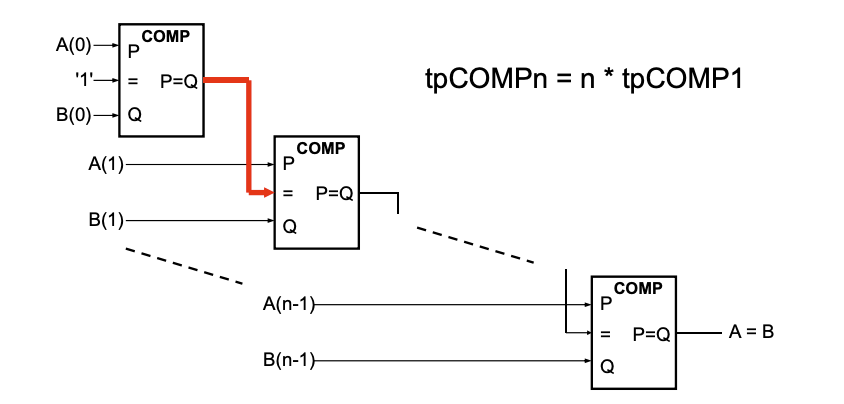 COMP
A(0)
P
'1'
=
P=Q
B(0)
Q
tpCOMPn = n * tpCOMP1
COMP
A(1)
P
=
P=Q
B(1)
Q
COMP
A(n-1)
P
=
P=Q
A = B
B(n-1)
Q